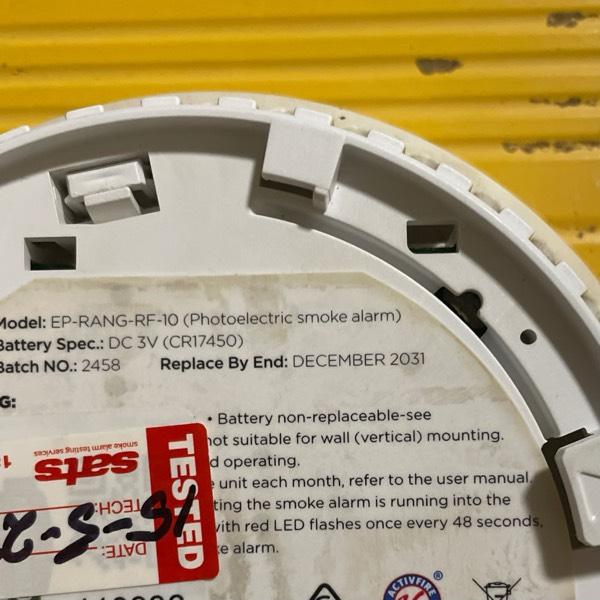 Model: EP-RANG-RF-10 (Photoelectric smoke alarm)
Battery Spec.: DC 3V (CR17450)
Batch NO.: 2458 Replace By End: DECEMBER 2031
G:
• Battery non-replaceable-see
not suitable for wall (vertical) mounting.
d operating.
unit each month, refer to the user manual.
ting the smoke alarm is running into the
with red LED flashes once every 48 seconds,
ke alarm.
TESTED
sats
smoke alarm testing services
TECH:
DATE:
16-5-2
ACTIVFIRE®